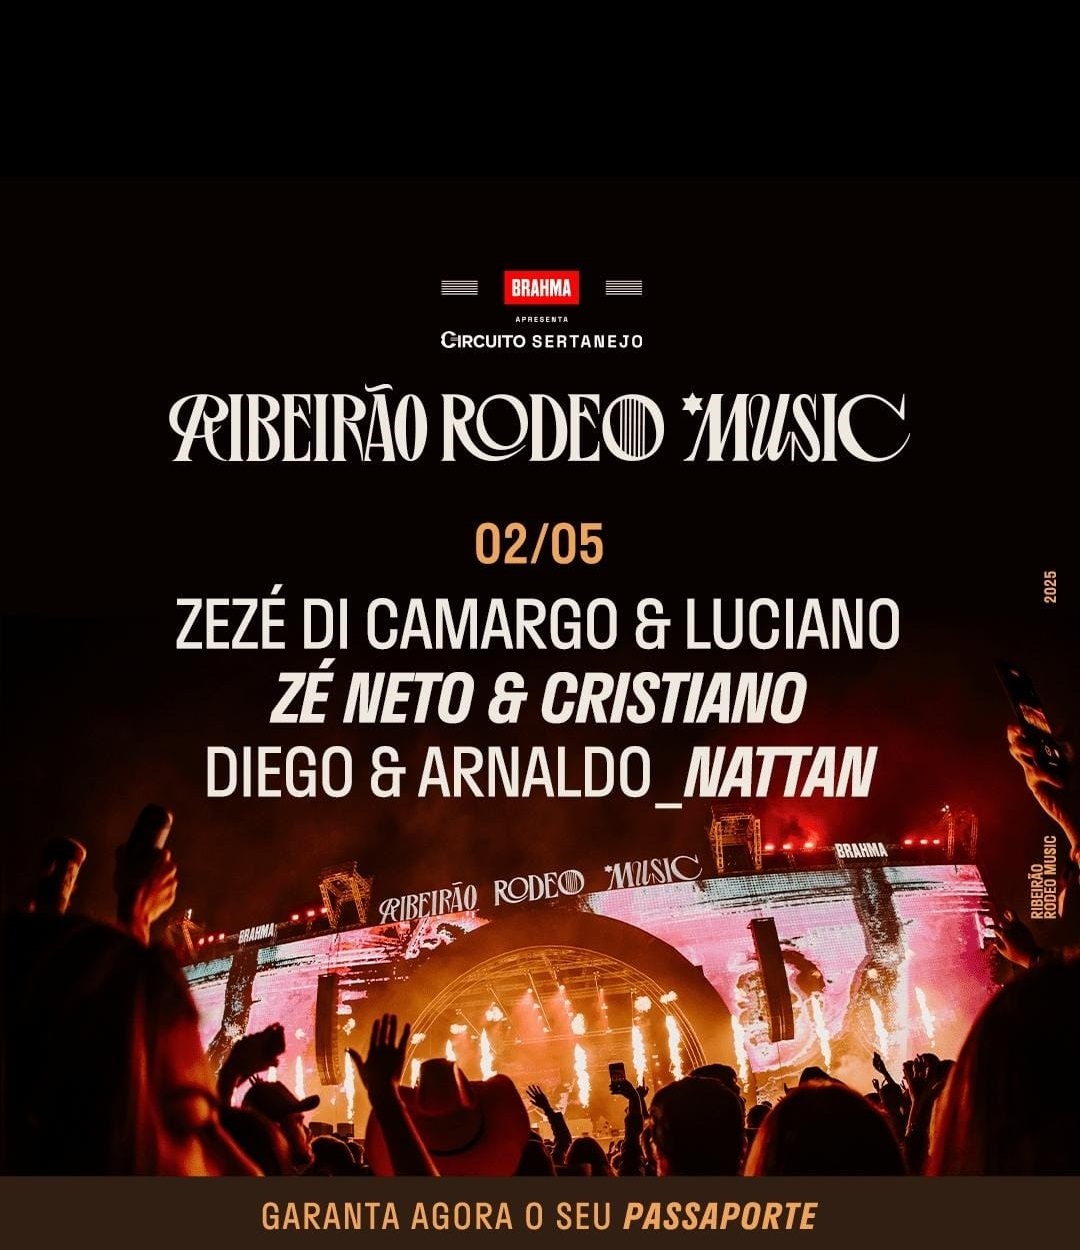 BRAHMA
APRESENTA
CIRCUITO SERTANEJO
RIBEIRÃO RODEO MUSIC
02/05
ZEZÉ DI CAMARGO & LUCIANO
ZÉ NETO & CRISTIANO
DIEGO & ARNALDO_NATTAN
2025
RIBEIRÃO
RODEO MUSIC
BRAHMA
RIBEIRÃO RODEO MUSIC
BRAHMA
GARANTA AGORA O SEU PASSAPORTE